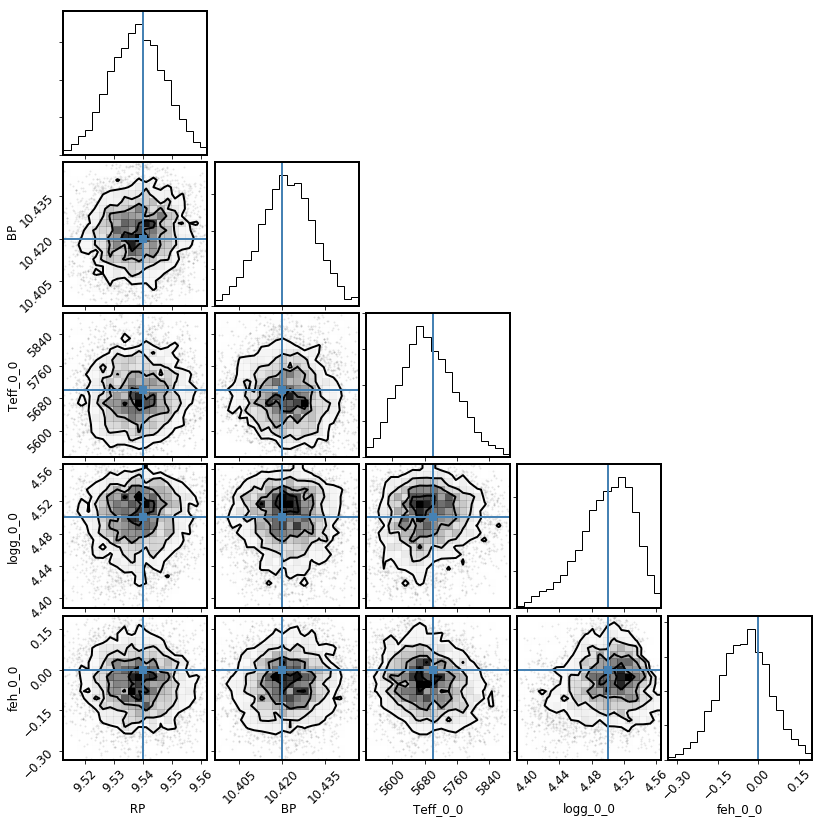 10.435
10.420
10.405
BP
5840
5760
5680
5600
Teff_0_0
4.56
4.52
4.48
4.44
4.40
logg_0_0
0.15
0.00
−0.15
−0.30
feh_0_0
9.52 9.53 9.54 9.55 9.56
RP
10.405 10.420 10.435
BP
5600 5680 5760 5840
Teff_0_0
4.40 4.44 4.48 4.52 4.56
logg_0_0
−0.30 −0.15 0.00 0.15
feh_0_0